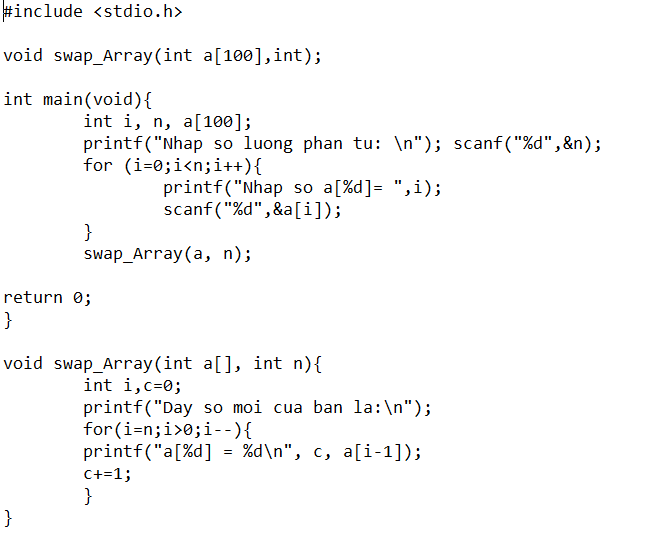 #include <stdio.h>

void swap_Array(int a[100],int);

int main(void){
        int i, n, a[100];
        printf("Nhap so luong phan tu: \n"); scanf("%d",&n);
        for (i=0;i<n;i++){
                printf("Nhap so a[%d]= ",i);
                scanf("%d",&a[i]);
        }
        swap_Array(a, n);

return 0;
}

void swap_Array(int a[], int n){
        int i,c=0;
        printf("Day so moi cua ban la:\n");
        for(i=n;i>0;i--){
        printf("a[%d] = %d\n", c, a[i-1]);
        c+=1;
        }
}